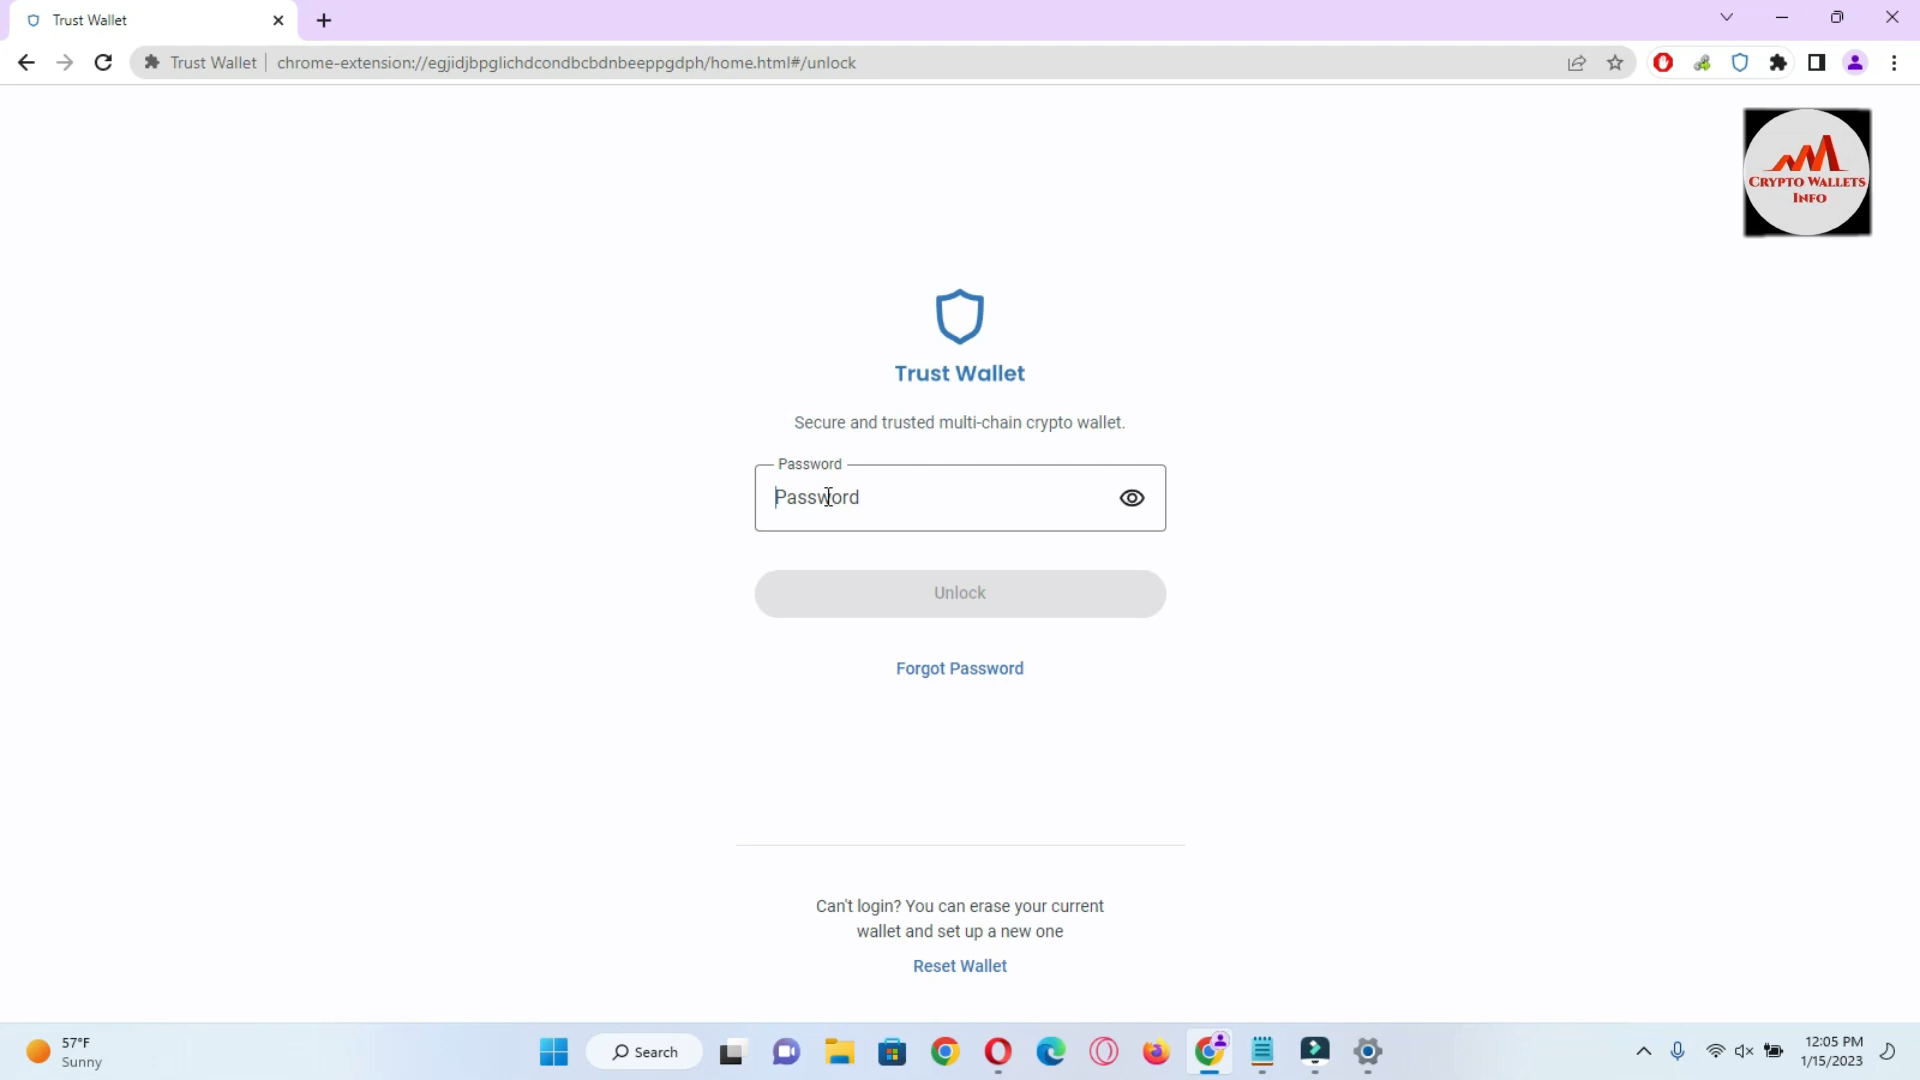 Trust Wallet
Trust Wallet chrome-extension://egjidjbpglichdcondbcbdnbeeppgdph/home.html#/unlock
CRYPTO WALLETS
INFO
Trust Wallet
Secure and trusted multi-chain crypto wallet.
Password
Password
Unlock
Forgot Password
Can't login? You can erase your current
wallet and set up a new one
Reset Wallet
57°F
Sunny
Search
12:05 PM
1/15/2023